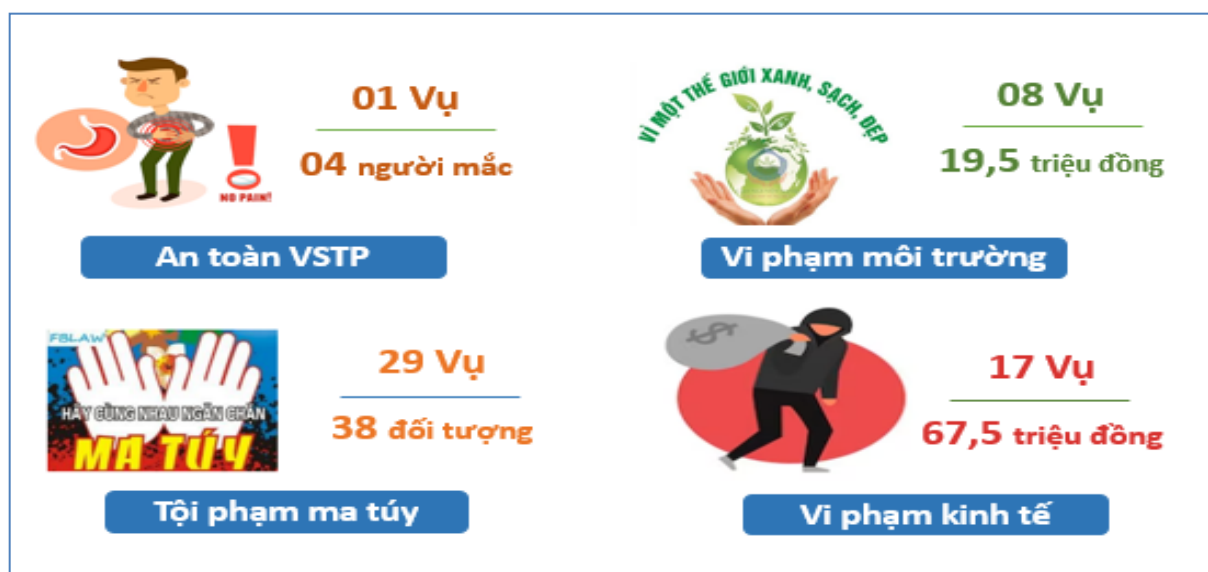 01 Vụ
04 người mắc
NO PAIN!
An toàn VSTP
VÌ MỘT THẾ GIỚI XANH, SẠCH, ĐẸP
08 Vụ
19,5 triệu đồng
Vi phạm môi trường
FBLAW
HÃY CÙNG NHAU NGĂN CHẶN
MA TÚY
29 Vụ
38 đối tượng
Tội phạm ma túy
$
17 Vụ
67,5 triệu đồng
Vi phạm kinh tế